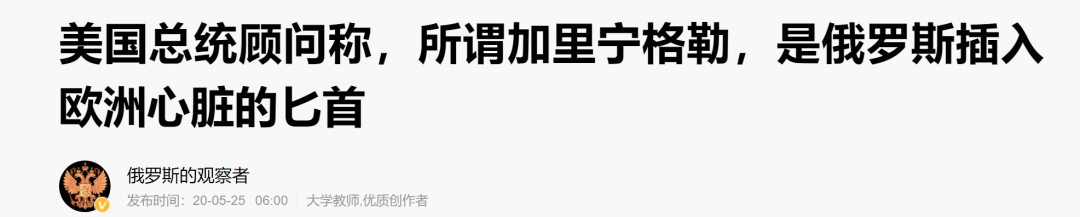 美国总统顾问称，所谓加里宁格勒，是俄罗斯插入
欧洲心脏的匕首
俄罗斯的观察者
发布时间：20-05-25 06:00 大学教师,优质创作者